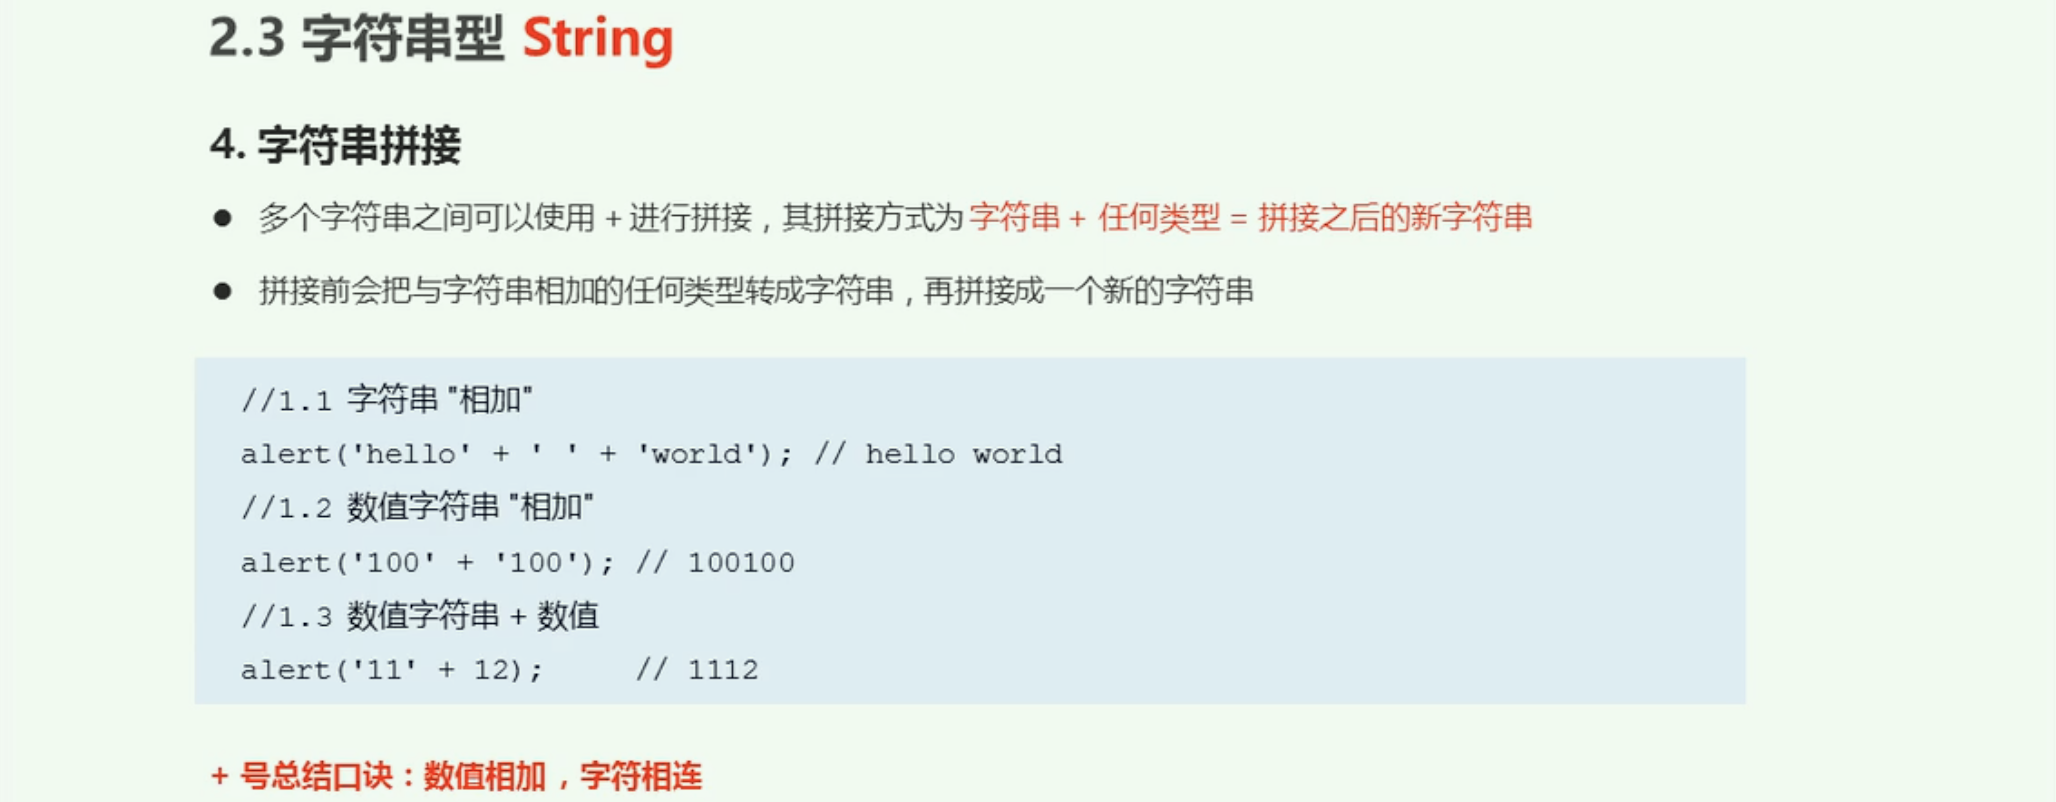 2.3 字符串型 String
4. 字符串拼接
● 多个字符串之间可以使用 + 进行拼接，其拼接方式为 字符串 + 任何类型 = 拼接之后的新字符串
● 拼接前会把与字符串相加的任何类型转成字符串，再拼接成一个新的字符串
//1.1 字符串 "相加"
alert('hello' + ' ' + 'world'); // hello world
//1.2 数值字符串 "相加"
alert('100' + '100'); // 100100
//1.3 数值字符串 + 数值
alert('11' + 12);     // 1112
+ 号总结口诀：数值相加，字符相连